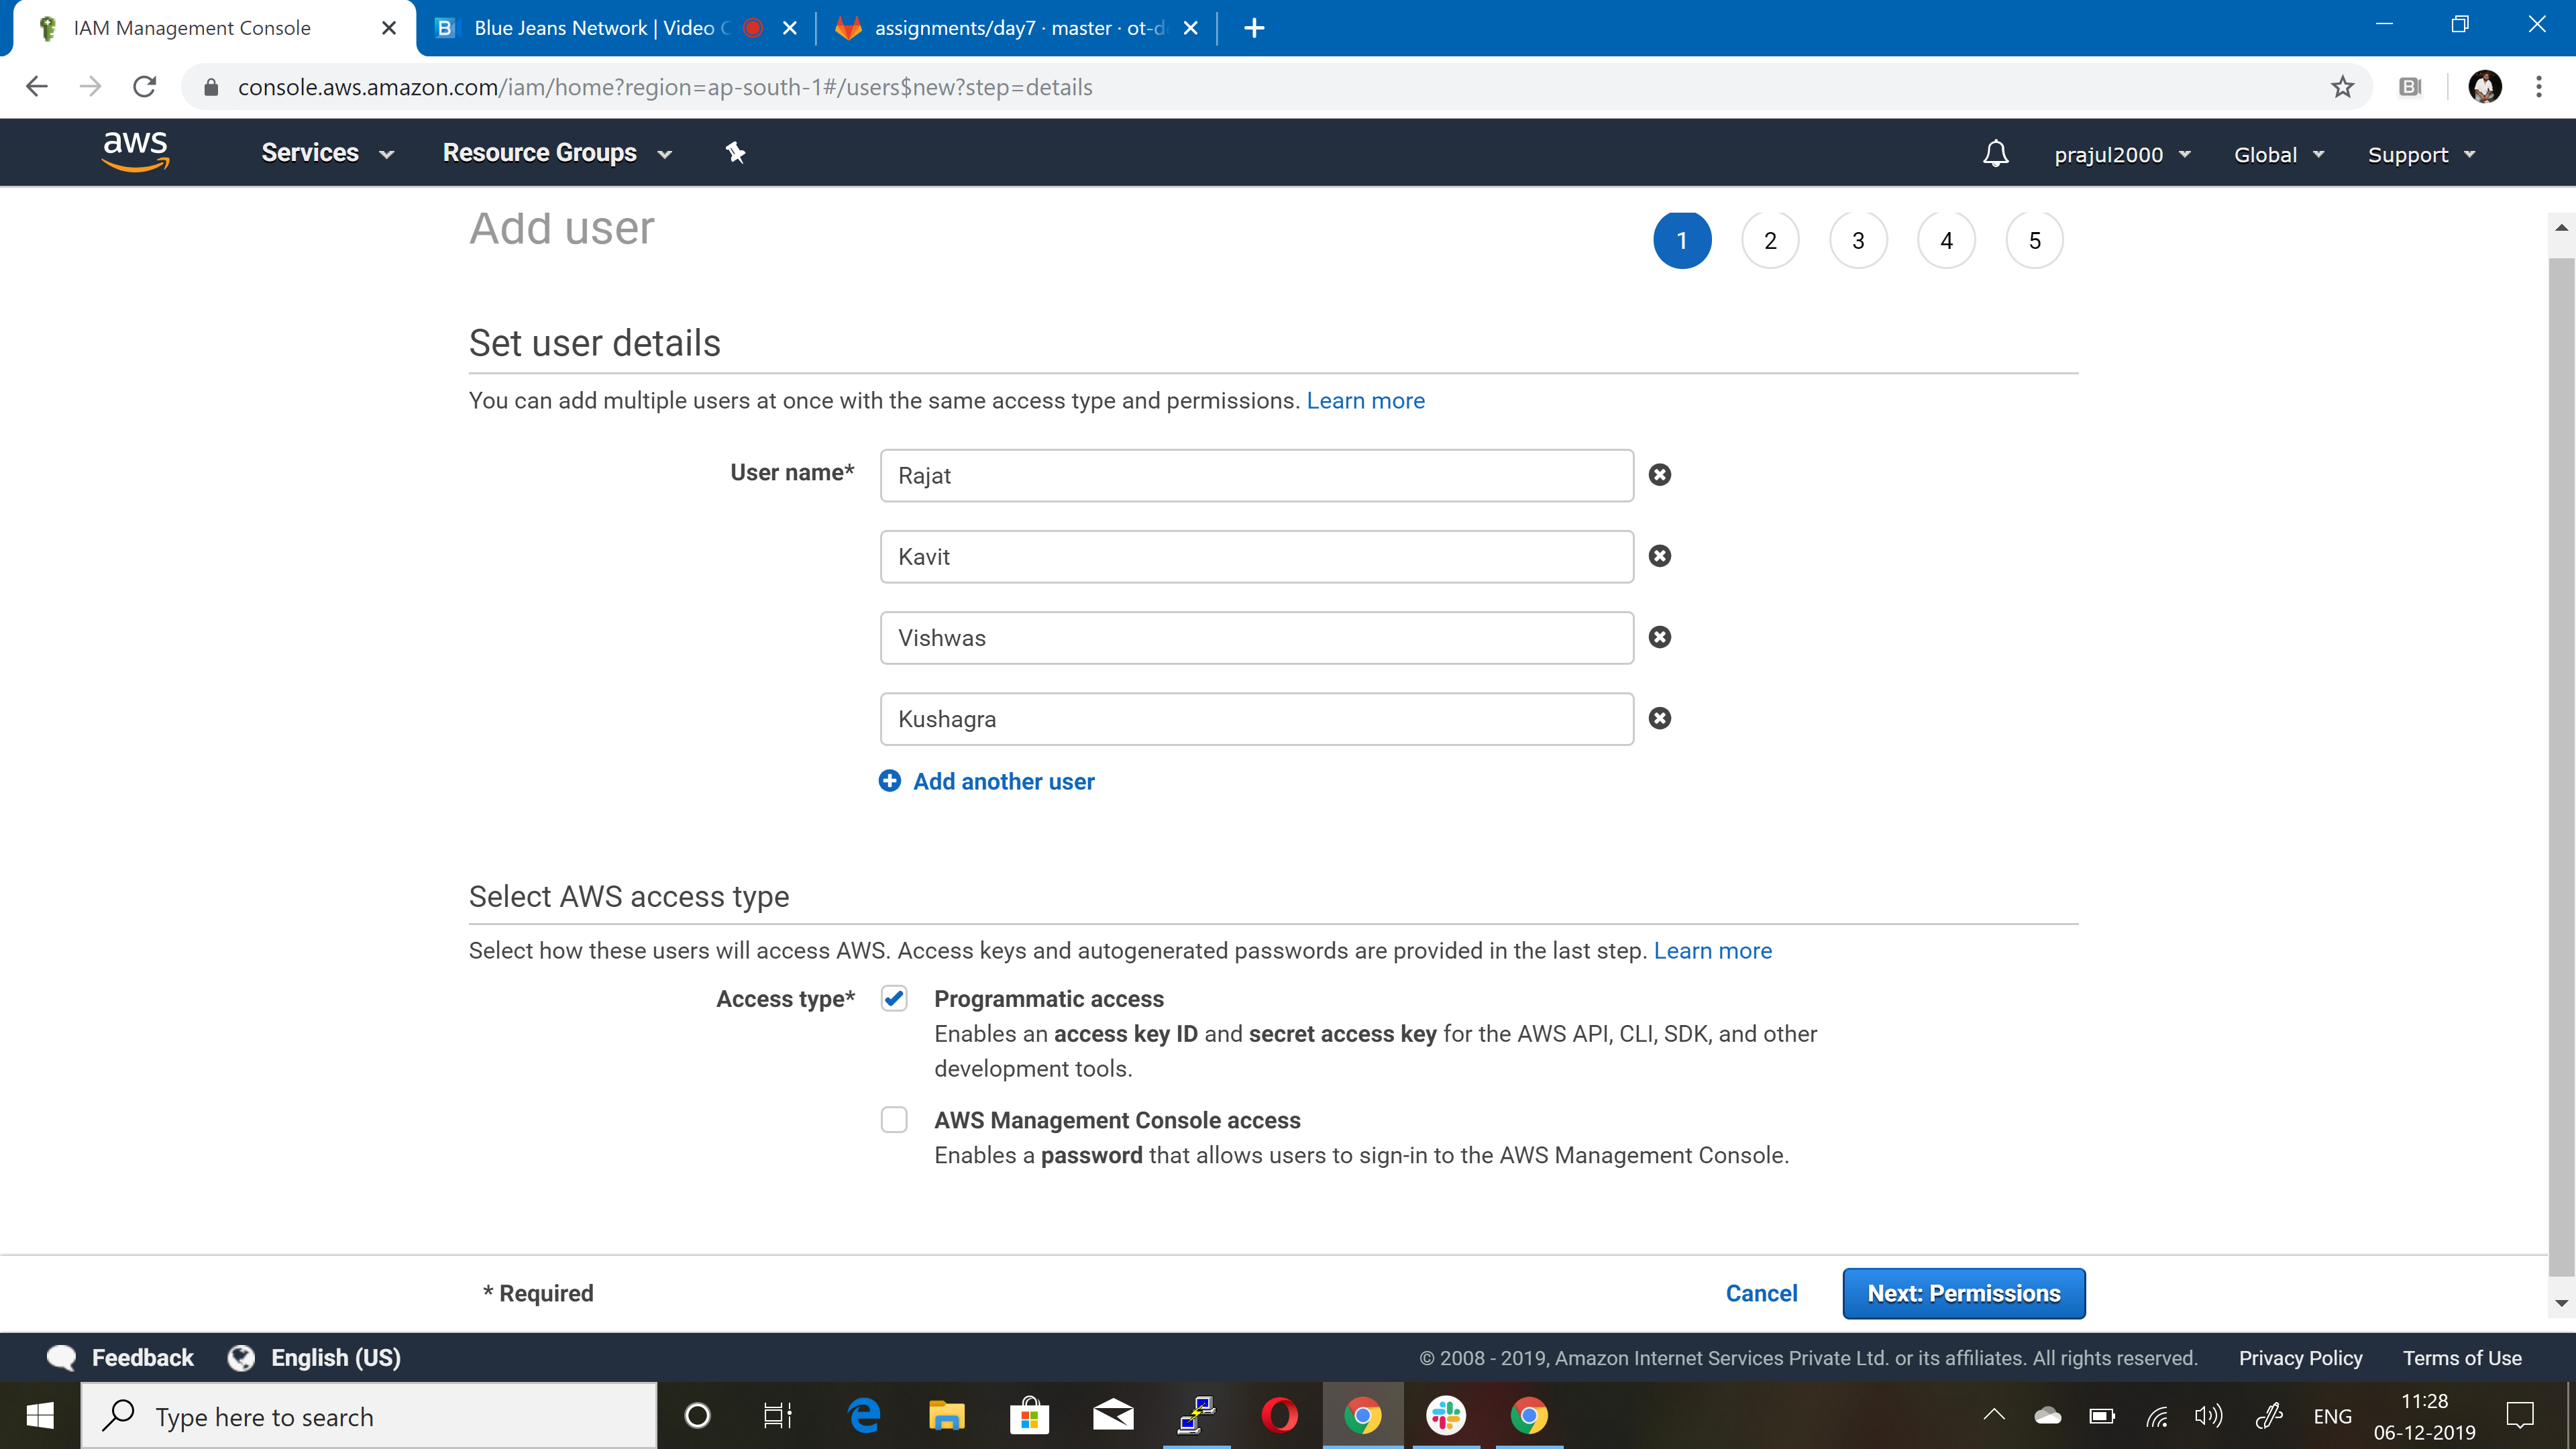 IAM Management Console
Blue Jeans Network | Video C
assignments/day7 · master · ot-d
console.aws.amazon.com/iam/home?region=ap-south-1#/users$new?step=details
aws
Services
Resource Groups
prajul2000
Global
Support
Add user
1
2
3
4
5
Set user details
You can add multiple users at once with the same access type and permissions. Learn more
User name*
Rajat
Kavit
Vishwas
Kushagra
Add another user
Select AWS access type
Select how these users will access AWS. Access keys and autogenerated passwords are provided in the last step. Learn more
Access type*
Programmatic access
Enables an access key ID and secret access key for the AWS API, CLI, SDK, and other
development tools.
AWS Management Console access
Enables a password that allows users to sign-in to the AWS Management Console.
* Required
Cancel
Next: Permissions
Feedback
English (US)
© 2008 - 2019, Amazon Internet Services Private Ltd. or its affiliates. All rights reserved.
Privacy Policy
Terms of Use
Type here to search
ENG
11:28
06-12-2019